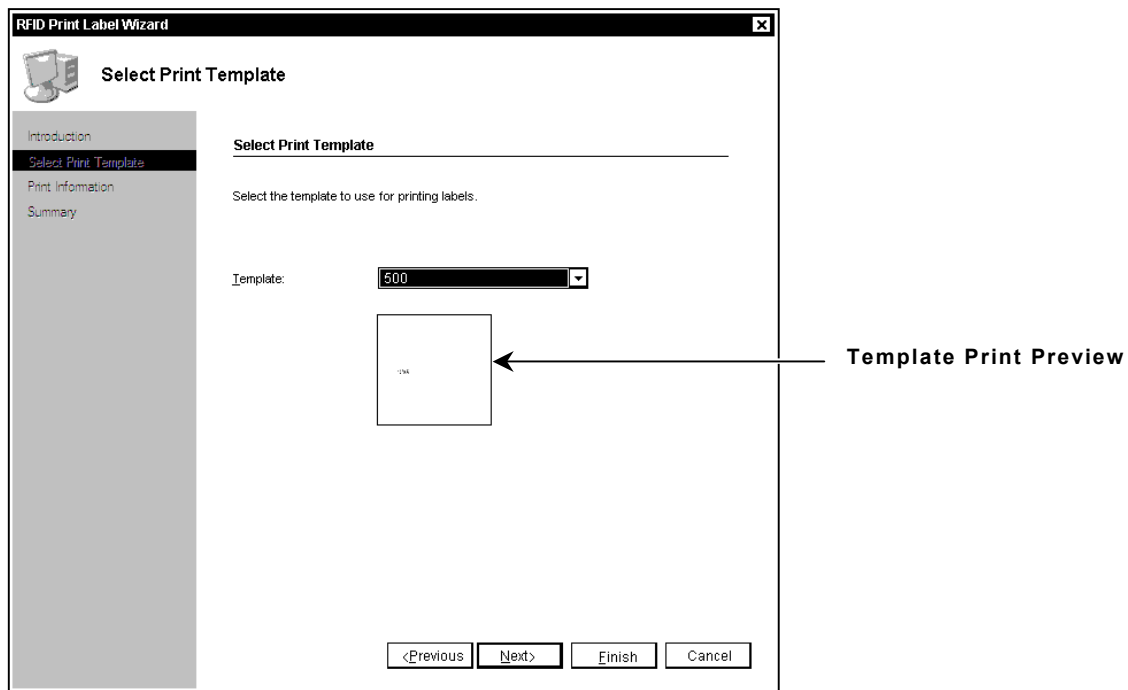 RFID Print Label Wizard
Select Print Template
Introduction
Select Print Template
Print Information
Summary
Select Print Template
Select the template to use for printing labels.
Template:
500
Template Print Preview
<Previous
Next>
Finish
Cancel